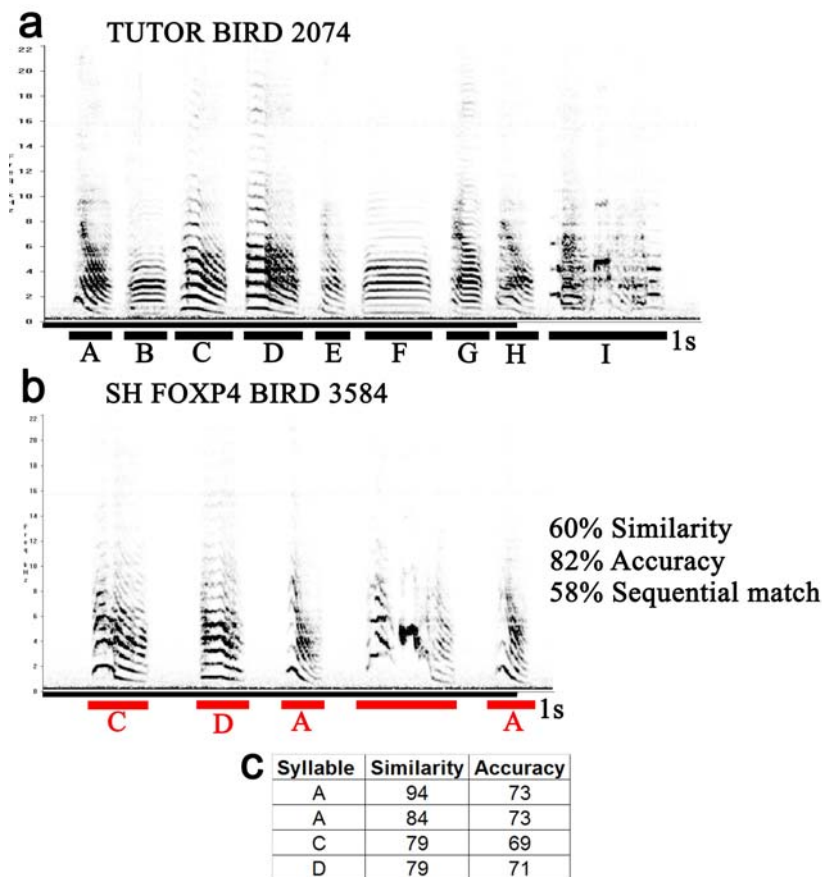 a
TUTOR BIRD 2074
22
20
18
16
14
12
10
8
6
4
2
0
A B C D E F G H I 1s
b
SH FOXP4 BIRD 3584
22
20
18
16
14
12
10
8
6
4
2
0
60% Similarity
82% Accuracy
58% Sequential match
C D A A 1s
c
Syllable Similarity Accuracy
A 94 73
A 84 73
C 79 69
D 79 71